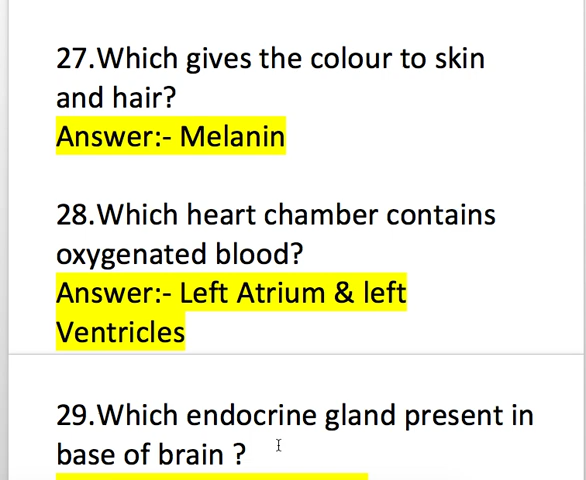 27.Which gives the colour to skin
and hair?
Answer:- Melanin
28.Which heart chamber contains
oxygenated blood?
Answer:- Left Atrium & left
Ventricles
29.Which endocrine gland present in
base of brain ?